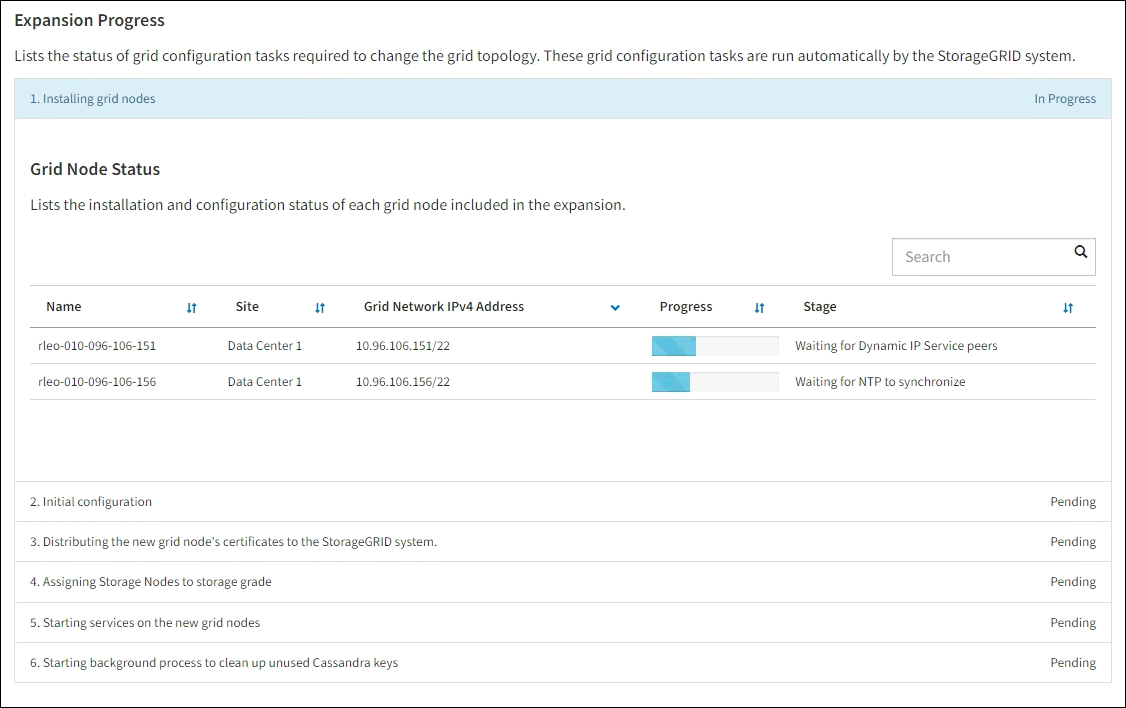 Expansion Progress
Lists the status of grid configuration tasks required to change the grid topology. These grid configuration tasks are run automatically by the StorageGRID system.
1. Installing grid nodes In Progress
Grid Node Status
Lists the installation and configuration status of each grid node included in the expansion.
Search
Name Site Grid Network IPv4 Address Progress Stage
rleo-010-096-106-151 Data Center 1 10.96.106.151/22 Waiting for Dynamic IP Service peers
rleo-010-096-106-156 Data Center 1 10.96.106.156/22 Waiting for NTP to synchronize
2. Initial configuration Pending
3. Distributing the new grid node's certificates to the StorageGRID system. Pending
4. Assigning Storage Nodes to storage grade Pending
5. Starting services on the new grid nodes Pending
6. Starting background process to clean up unused Cassandra keys Pending